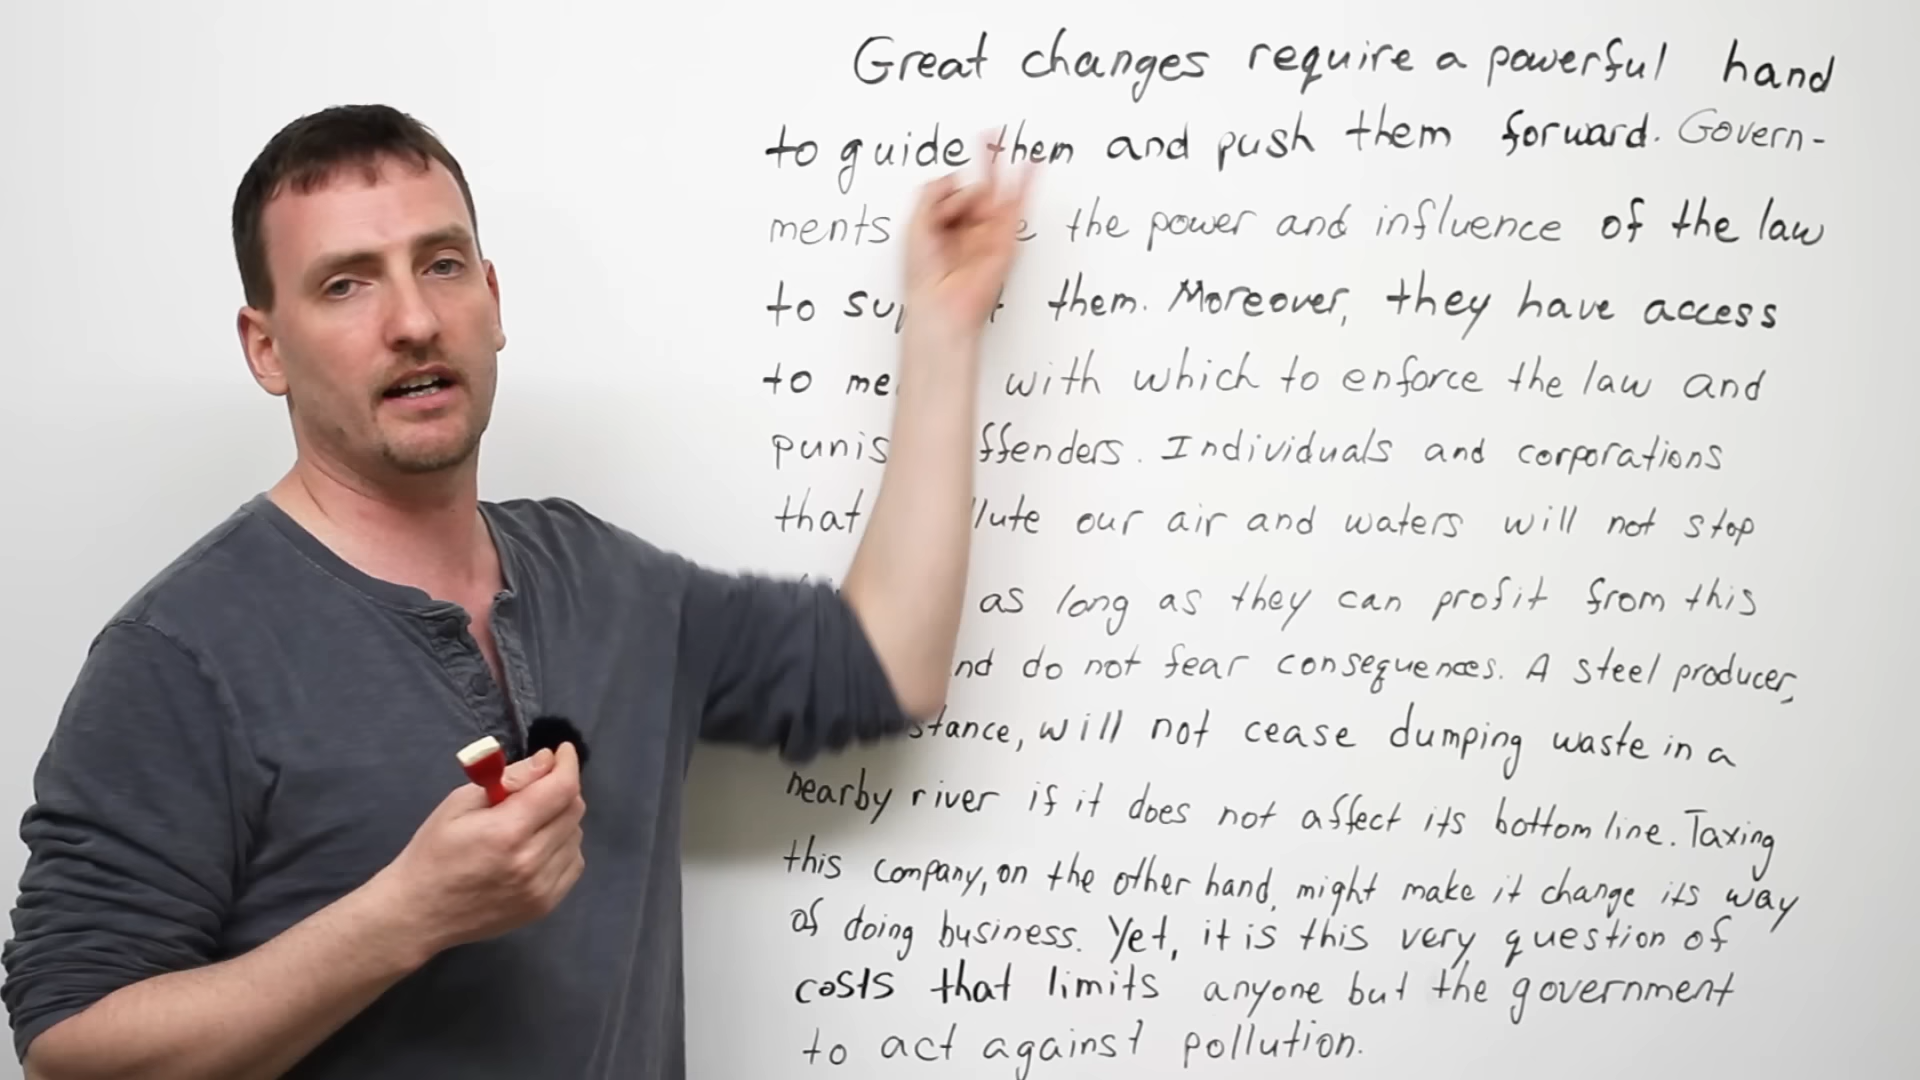 Great changes require a powerful hand
to guide them and push them forward. Govern-
ments the power and influence of the law
to them. Moreover, they have access
to with which to enforce the law and
Individuals and corporations
that our air and waters will not stop
as long as they can profit from this
do not fear consequences. A steel producer,
will not cease dumping waste in a
nearby river if it does not affect its bottom line. Taxing
this company, on the other hand, might make it change its way
of doing business. Yet, it is this very question of
costs that limits anyone but the government
to act against pollution.